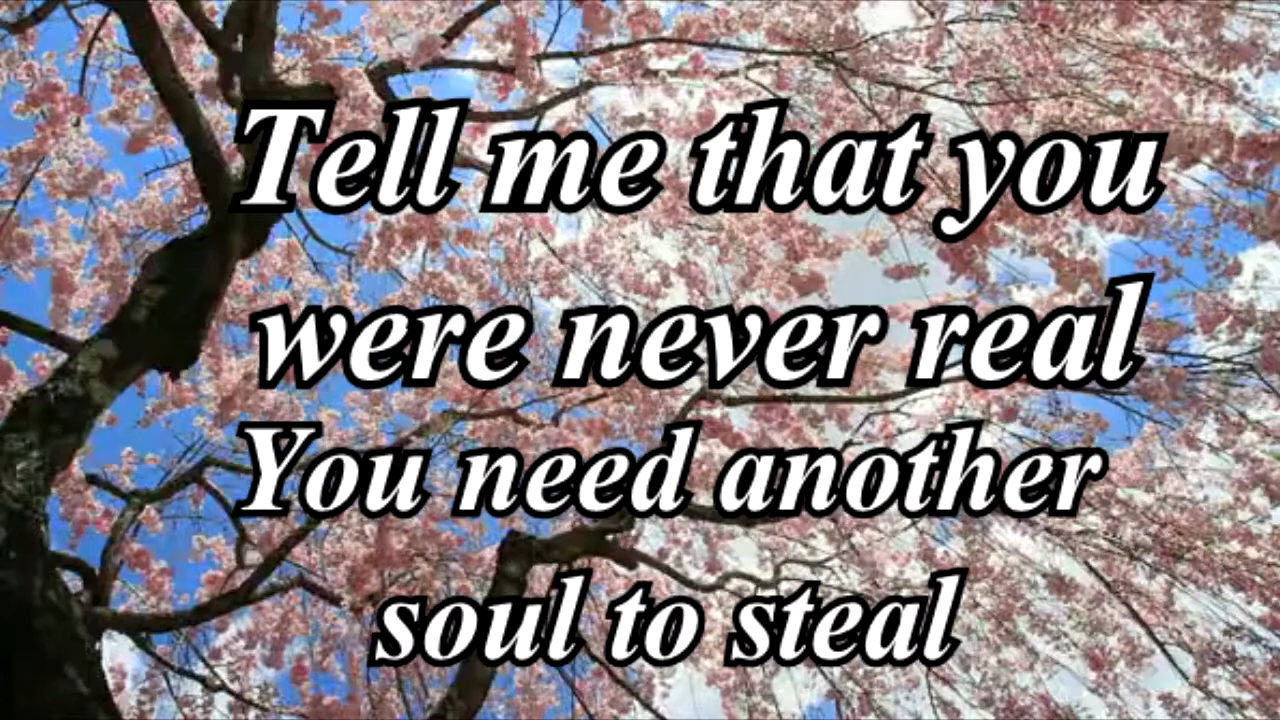 Tell me that you
were never real
You need another
soul to steal